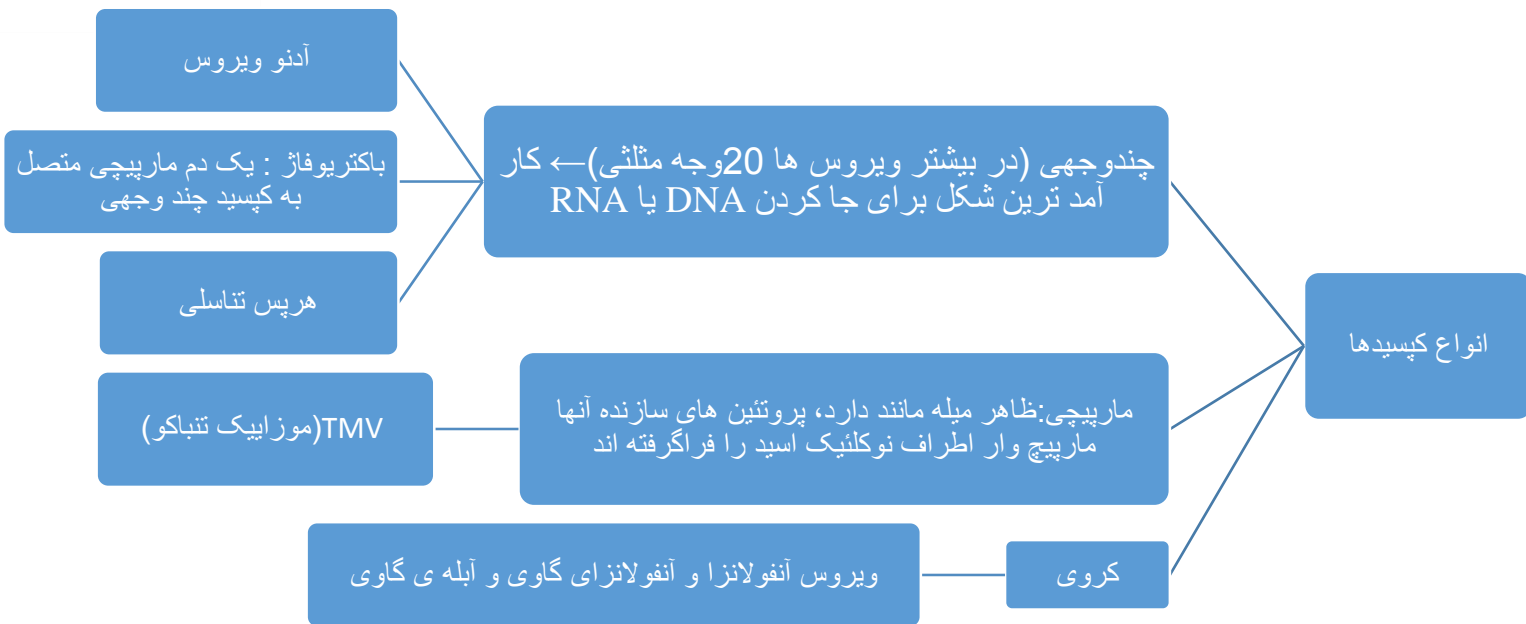 انواع کپسیدها
چندوجهی (در بیشتر ویروس ها 20وجه مثلثی)← کار
آمد ترین شکل برای جا کردن DNA یا RNA
آدنو ویروس
باکتریوفاژ : یک دم مارپیچی متصل
به کپسید چند وجهی
هرپس تناسلی
مارپیچی:ظاهر میله مانند دارد، پروتئین های سازنده آنها
مارپیچ وار اطراف نوکلئیک اسید را فراگرفته اند
TMV(موزاییک تنباکو)
کروی
ویروس آنفولانزا و آنفولانزای گاوی و آبله ی گاوی